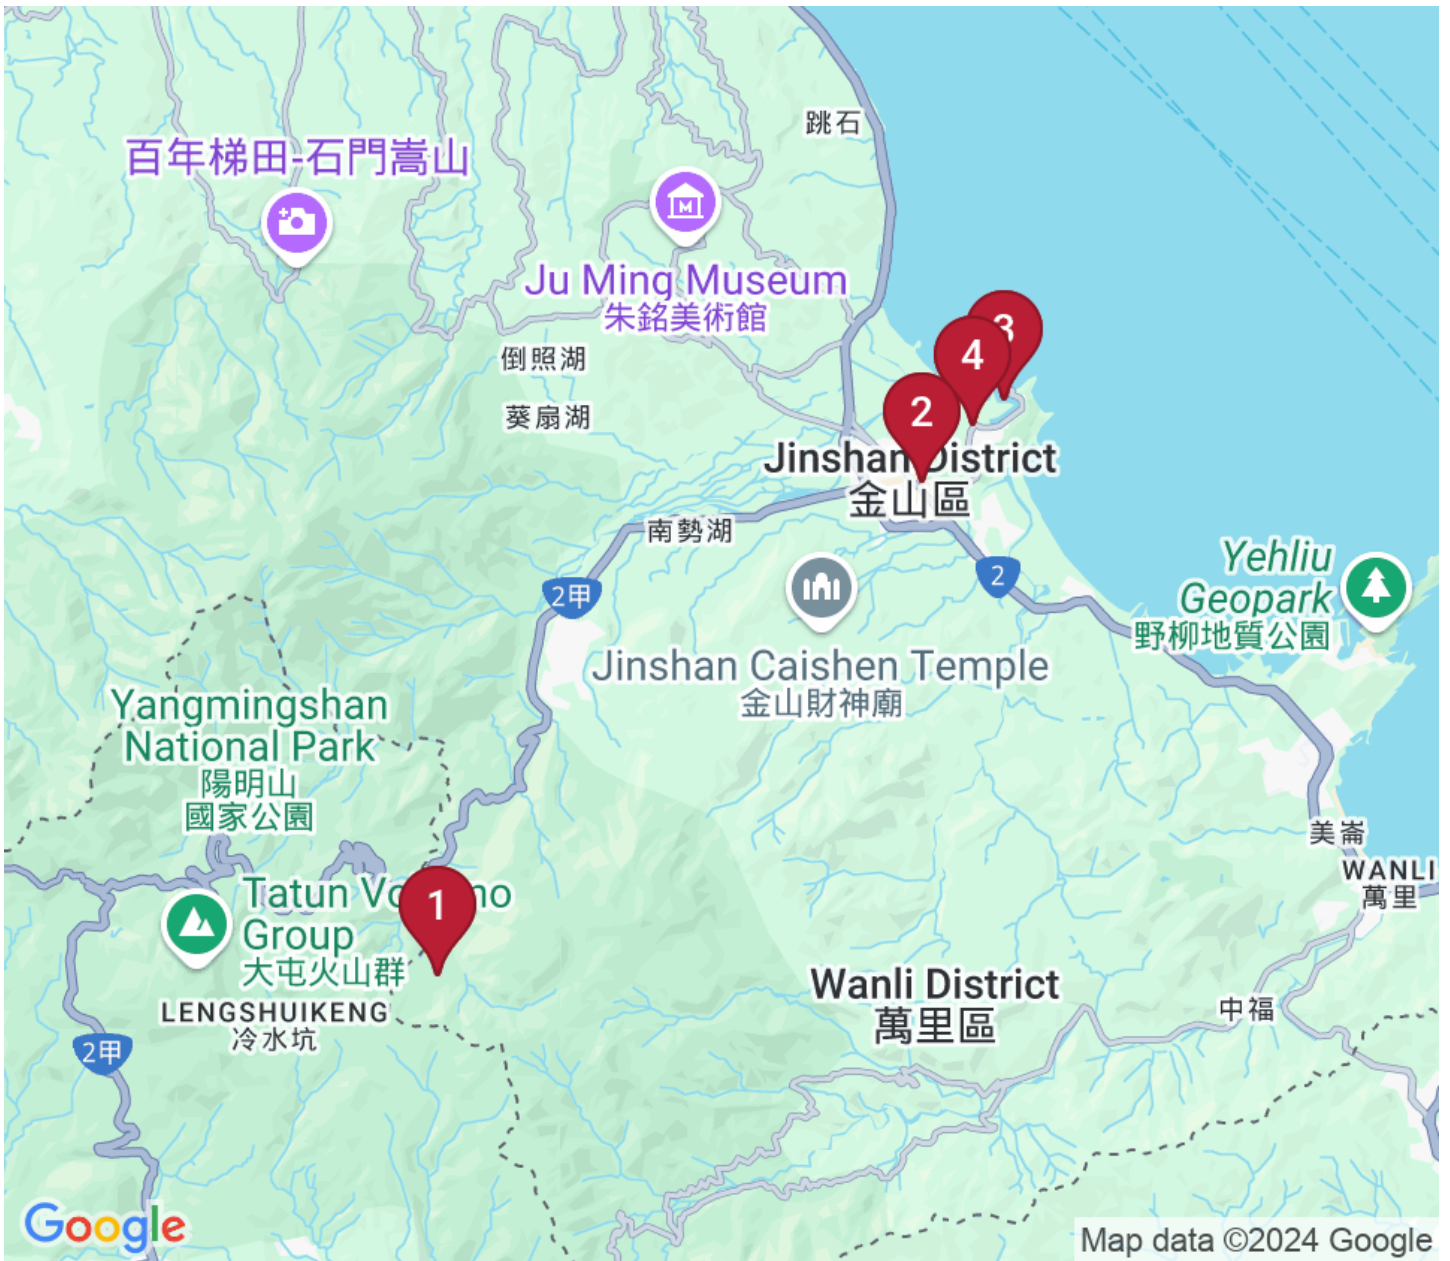 跳石
百年梯田-石門嵩山
Ju Ming Museum
朱銘美術館
倒照湖
葵扇湖
3
4
2
Jinshan District
金山區
南勢湖
2甲
2
Yehliu
Geopark
野柳地質公園
Jinshan Caishen Temple
金山財神廟
Yangmingshan
National Park
陽明山
國家公園
美崙
WANLI
萬里
1
Tatun Vo no
Group
大屯火山群
LENGSHUIKENG
冷水坑
Wanli District
萬里區
中福
2甲
Google
Map data ©2024 Google